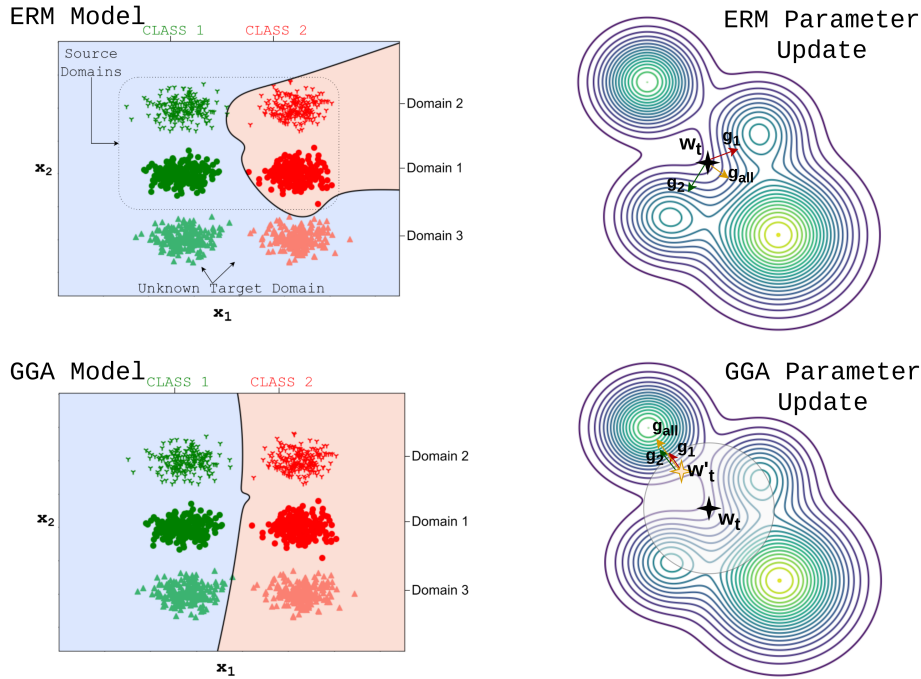 ERM Model
CLASS 1
CLASS 2
Source
Domains
Domain 2
Domain 1
Domain 3
x2
Unknown Target Domain
x1
ERM Parameter
Update
wt
g1
gall
g2
GGA Model
CLASS 1
CLASS 2
Domain 2
Domain 1
Domain 3
x2
x1
GGA Parameter
Update
gall
g1
g2
w't
wt